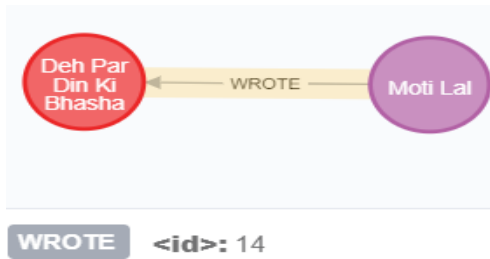 Deh Par
Din Ki
Bhasha
WROTE
Moti Lal
WROTE <id>: 14